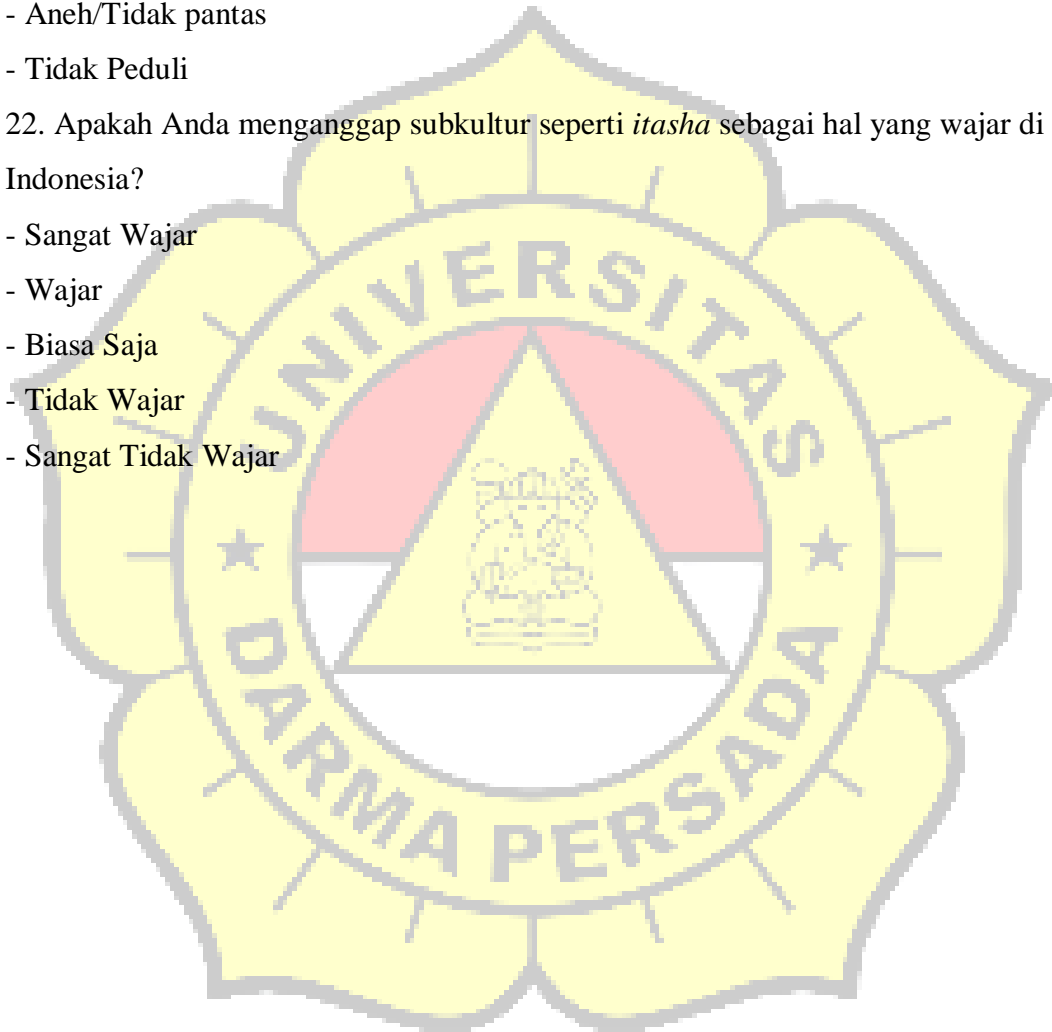 - Aneh/Tidak pantas
- Tidak Peduli
22. Apakah Anda menganggap subkultur seperti itasha sebagai hal yang wajar di
Indonesia?
- Sangat Wajar
- Wajar
- Biasa Saja
- Tidak Wajar
- Sangat Tidak Wajar
UNIVERSITAS
DARMA PERSADA